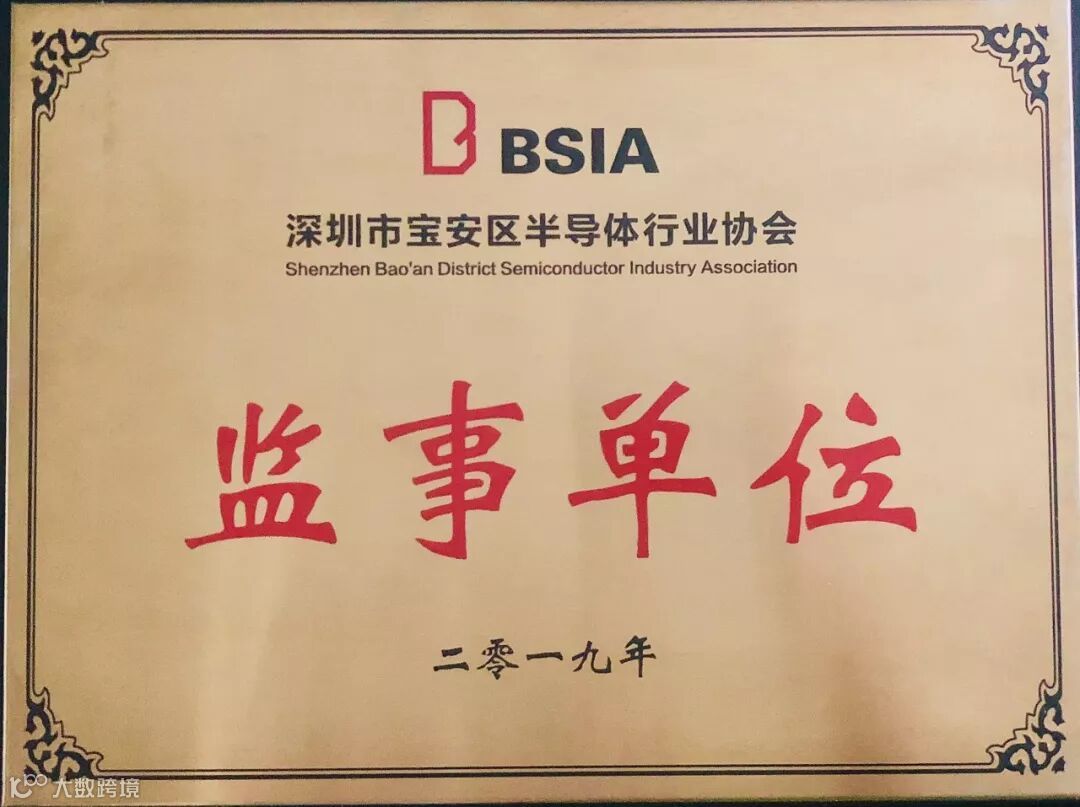 BSIA
深圳市宝安区半导体行业协会
Shenzhen Bao'an District Semiconductor Industry Association
监事单位
二零一九年
大数跨境